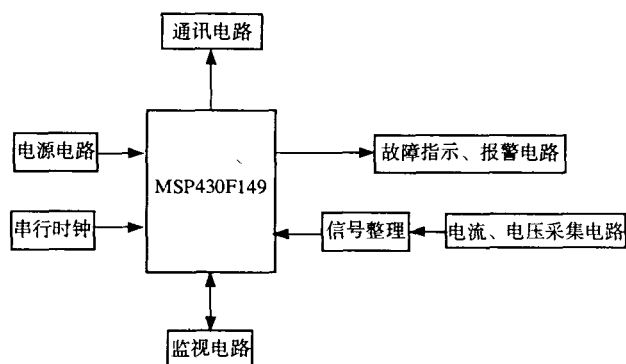 通讯电路
电源电路
MSP430F149
故障指示、报警电路
串行时钟
信号整理
电流、电压采集电路
监视电路